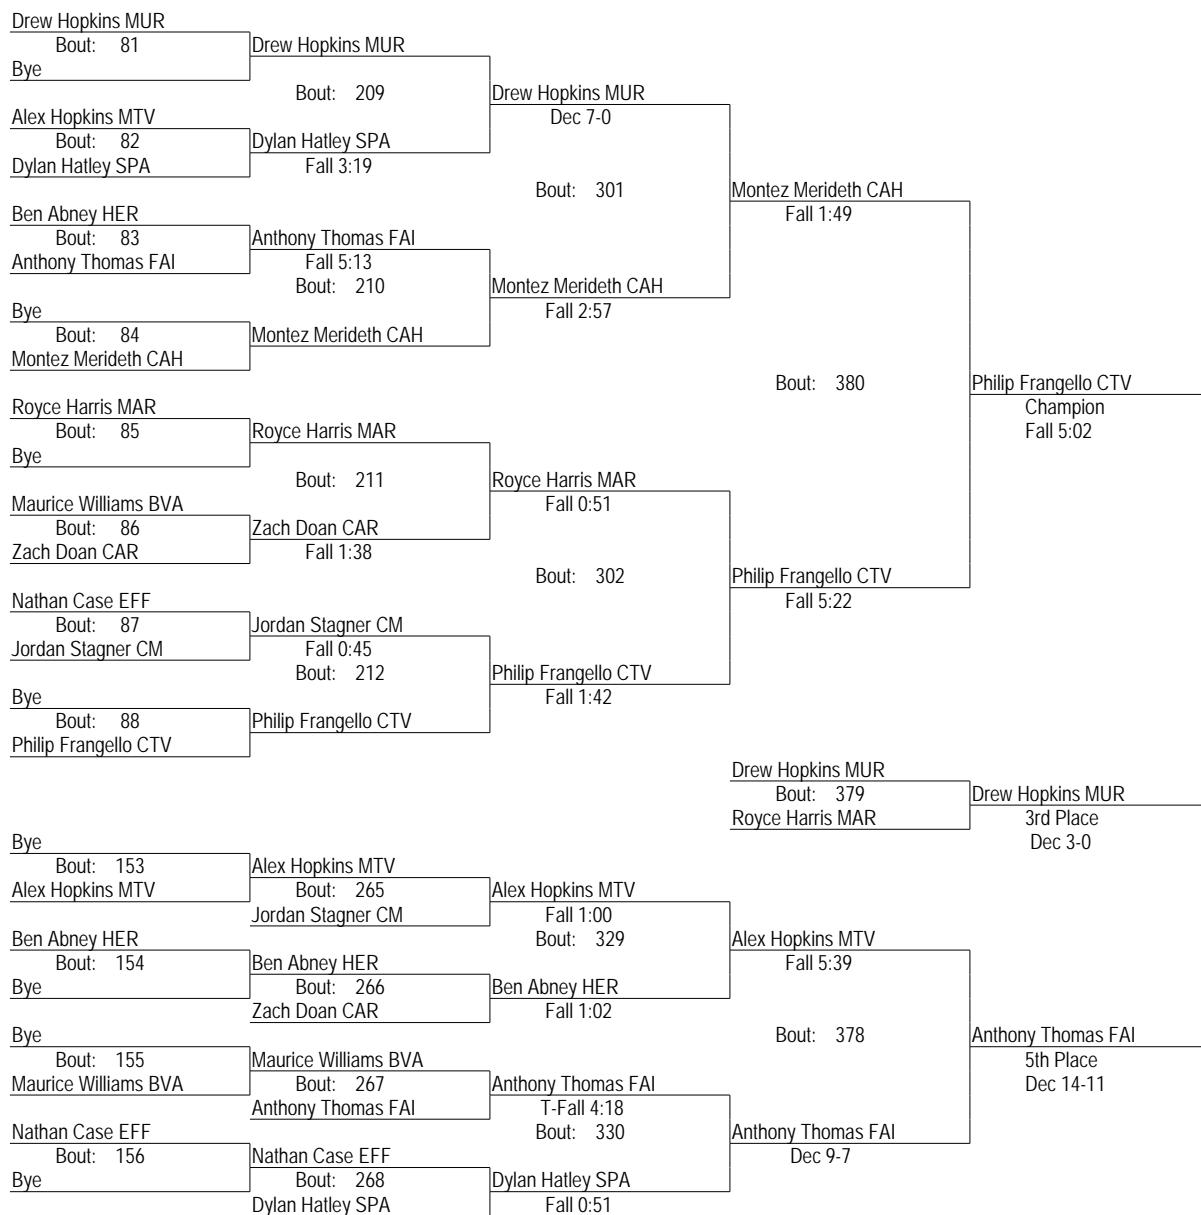 Drew Hopkins MUR
Bout: 81
Drew Hopkins MUR
Bye
Bout: 209
Drew Hopkins MUR
Alex Hopkins MTV
Dec 7-0
Bout: 82
Dylan Hatley SPA
Dylan Hatley SPA
Fall 3:19
Bout: 301
Montez Merideth CAH
Ben Abney HER
Fall 1:49
Bout: 83
Anthony Thomas FAI
Anthony Thomas FAI
Fall 5:13
Bout: 210
Montez Merideth CAH
Bye
Fall 2:57
Bout: 84
Montez Merideth CAH
Montez Merideth CAH
Bout: 380
Philip Frangello CTV
Royce Harris MAR
Champion
Bout: 85
Royce Harris MAR
Fall 5:02
Bye
Bout: 211
Royce Harris MAR
Maurice Williams BVA
Fall 0:51
Bout: 86
Zach Doan CAR
Zach Doan CAR
Fall 1:38
Bout: 302
Philip Frangello CTV
Nathan Case EFF
Fall 5:22
Bout: 87
Jordan Stagner CM
Jordan Stagner CM
Fall 0:45
Bout: 212
Philip Frangello CTV
Bye
Fall 1:42
Bout: 88
Philip Frangello CTV
Philip Frangello CTV
Drew Hopkins MUR
Bout: 379
Drew Hopkins MUR
Royce Harris MAR
3rd Place
Dec 3-0
Bye
Bout: 153
Alex Hopkins MTV
Alex Hopkins MTV
Bout: 265
Alex Hopkins MTV
Jordan Stagner CM
Fall 1:00
Ben Abney HER
Bout: 329
Alex Hopkins MTV
Bout: 154
Ben Abney HER
Fall 5:39
Bye
Bout: 266
Ben Abney HER
Zach Doan CAR
Fall 1:02
Bye
Bout: 378
Anthony Thomas FAI
Bout: 155
Maurice Williams BVA
5th Place
Maurice Williams BVA
Bout: 267
Anthony Thomas FAI
Dec 14-11
Anthony Thomas FAI
T-Fall 4:18
Nathan Case EFF
Bout: 330
Anthony Thomas FAI
Bout: 156
Nathan Case EFF
Dec 9-7
Bye
Bout: 268
Dylan Hatley SPA
Dylan Hatley SPA
Fall 0:51